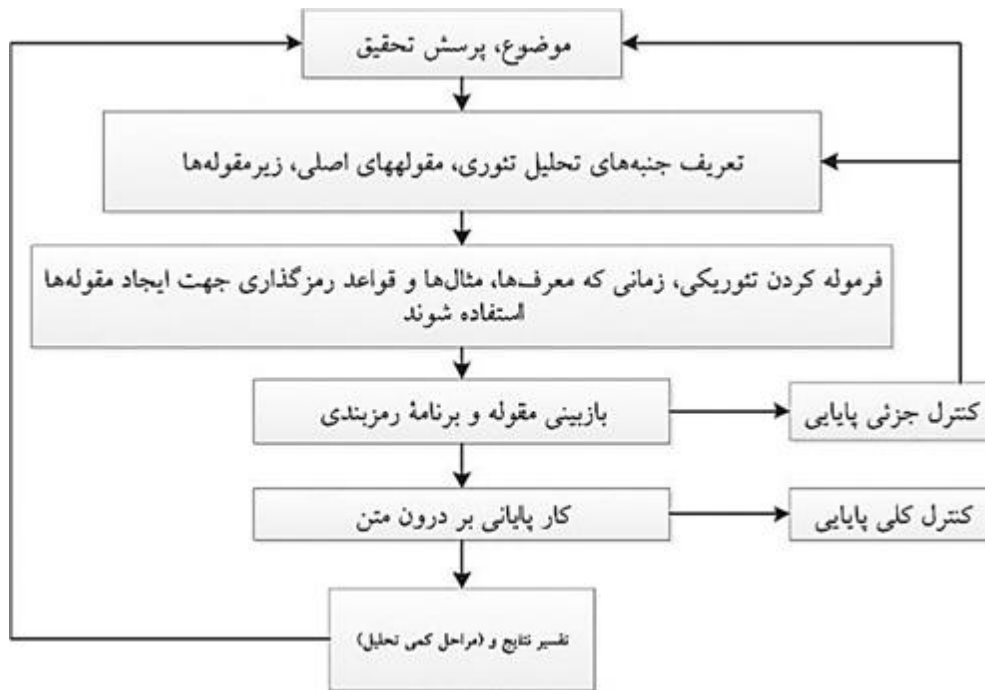 موضوع، پرسش تحقیق
تعریف جنبه‌های تحلیل تئوری، مقولههای اصلی، زیرمقوله‌ها
فرموله کردن تئوریکی، زمانی که معرف‌ها، مثال‌ها و قواعد رمزگذاری جهت ایجاد مقوله‌ها
استفاده شوند
بازبینی مقوله و برنامهٔ رمزبندی
کنترل جزئی پایایی
کار پایانی بر درون متن
کنترل کلی پایایی
تفسیر نتایج و (مراحل کمی تحلیل)